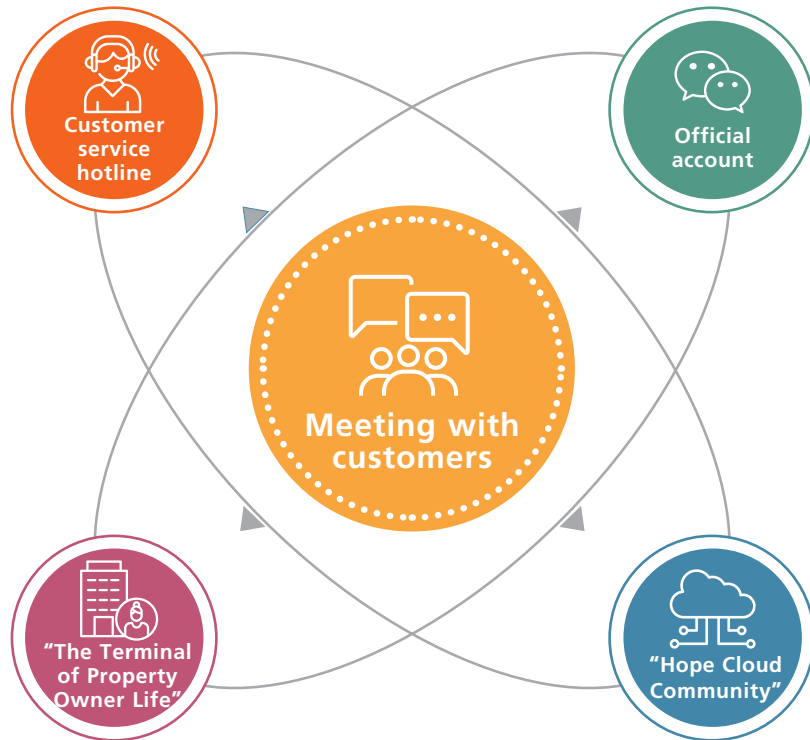 Customer
service
hotline
Official
account
Meeting with
customers
“The Terminal
of Property
Owner Life”
“Hope Cloud
Community”